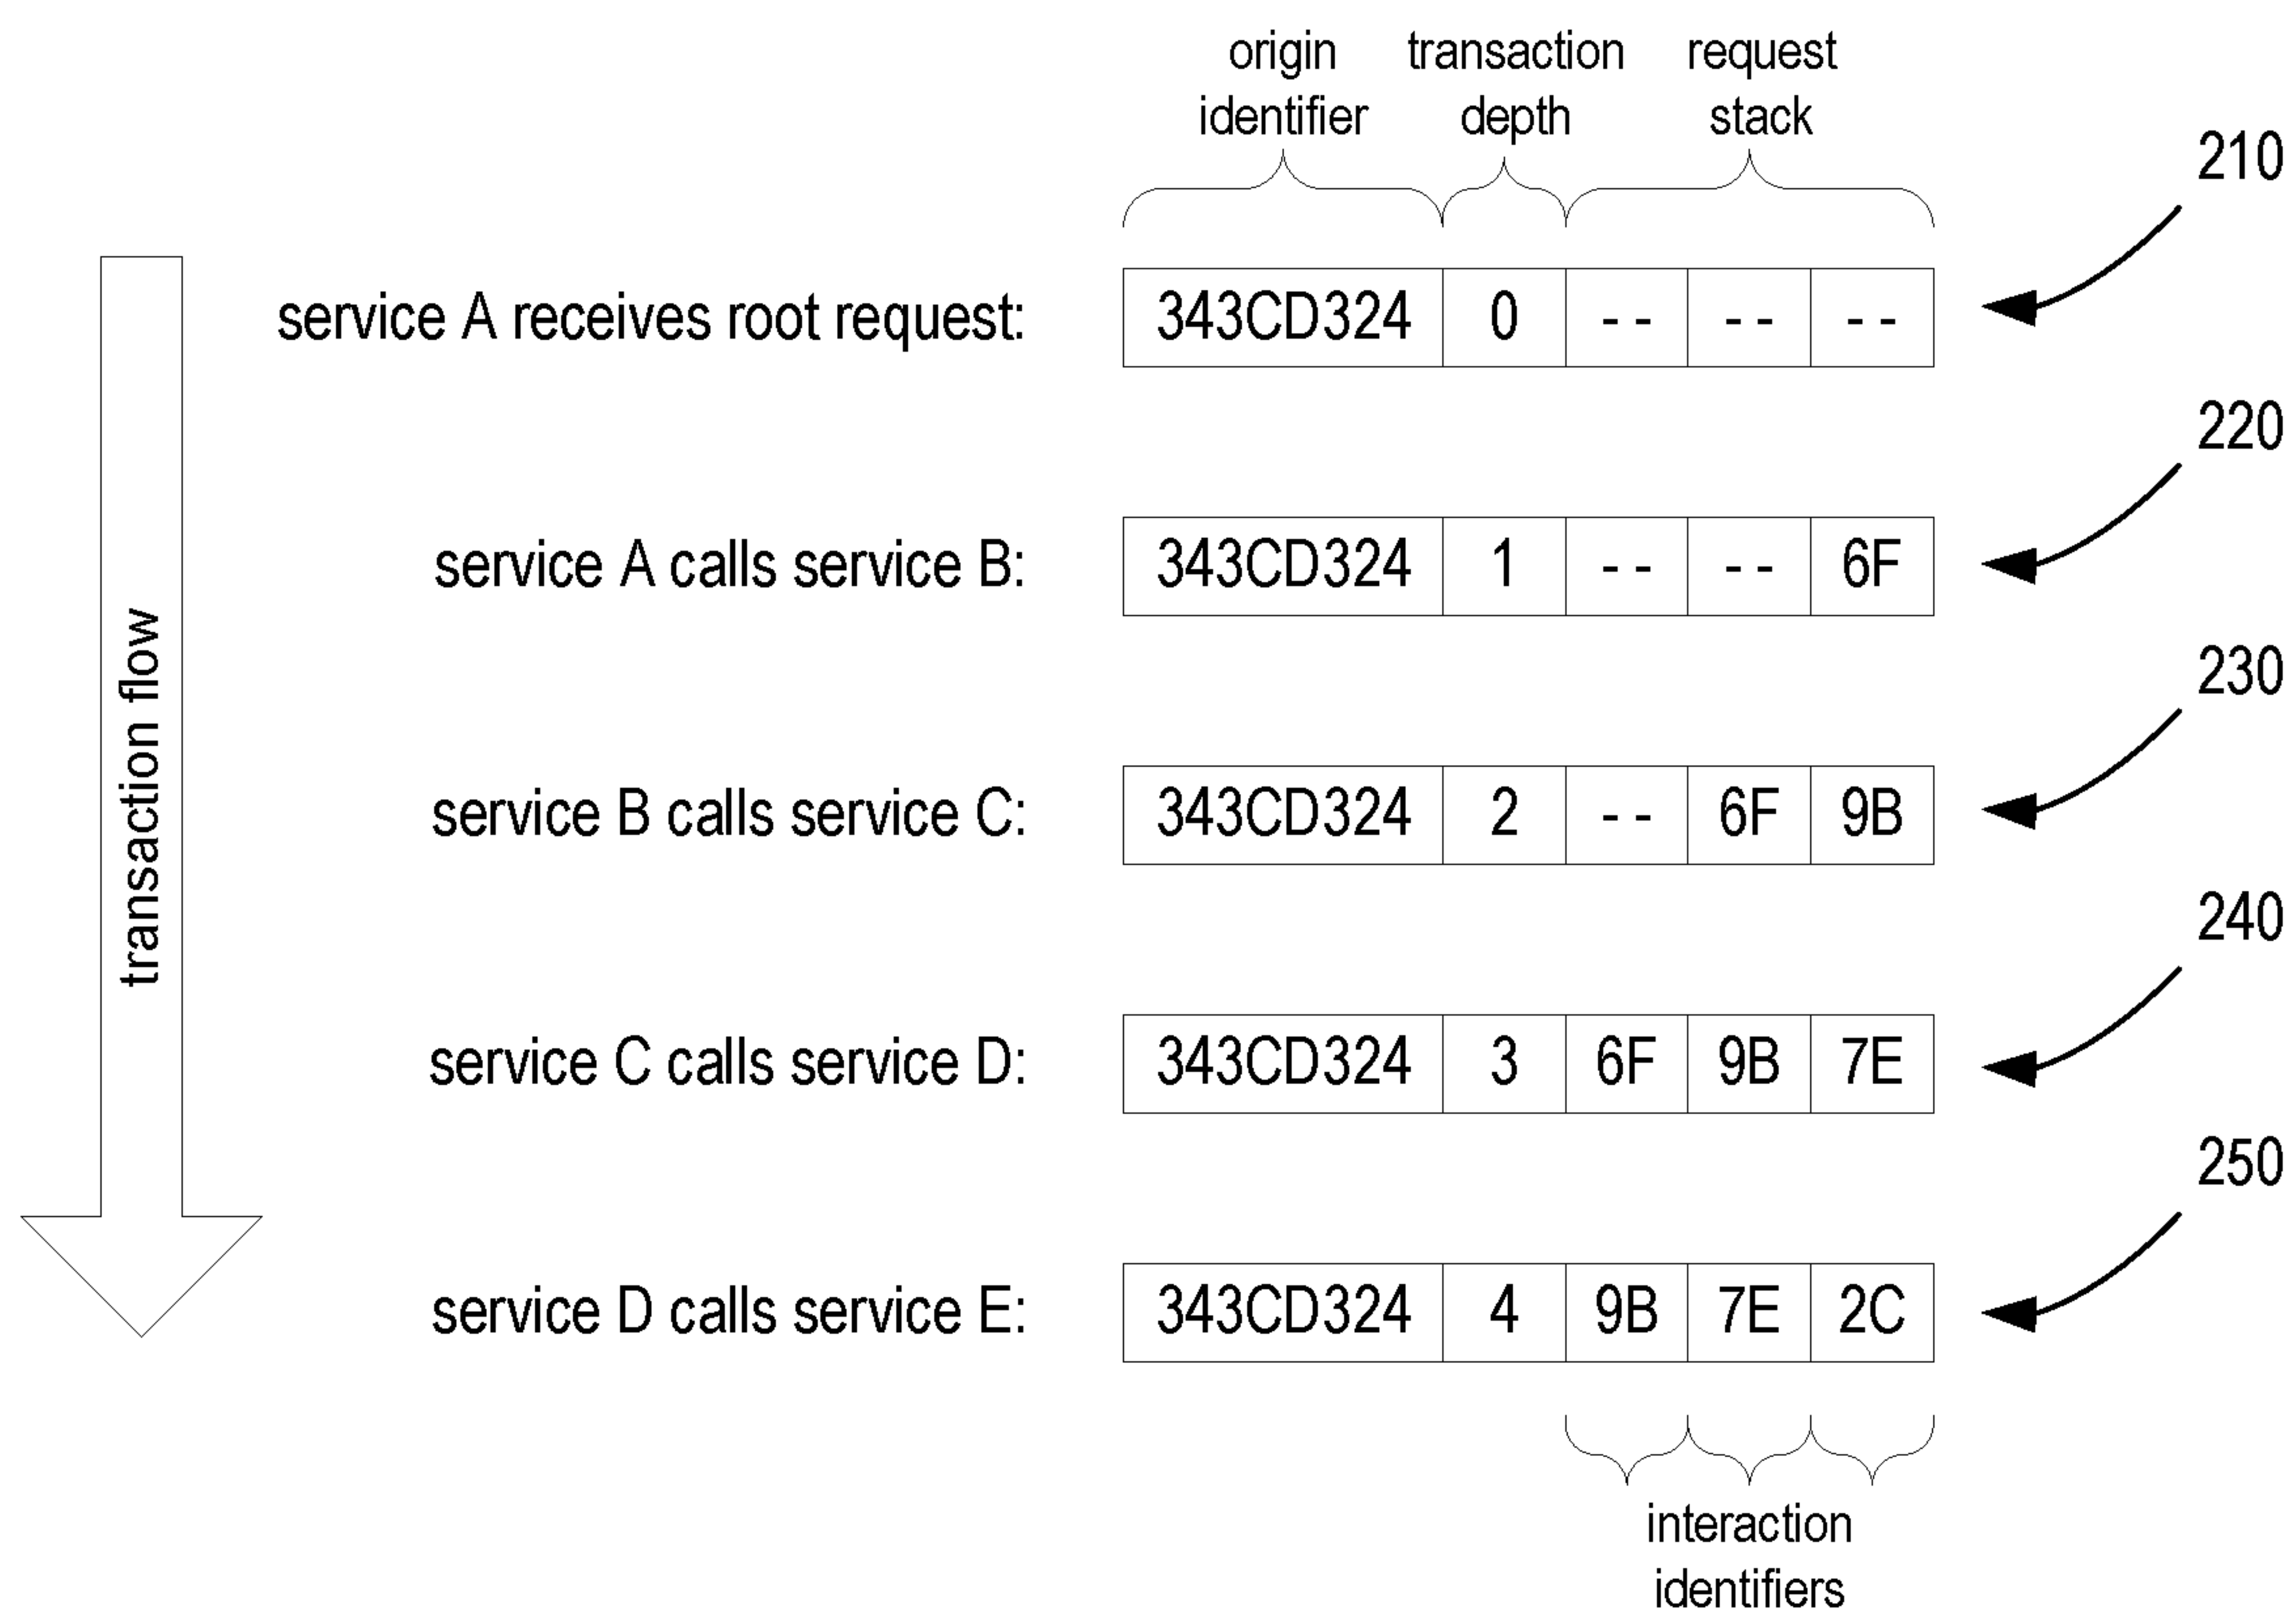 origin identifier
transaction depth
request stack
210
service A receives root request: 343CD324 0 -- -- --
220
service A calls service B: 343CD324 1 -- -- 6F
230
service B calls service C: 343CD324 2 -- 6F 9B
240
service C calls service D: 343CD324 3 6F 9B 7E
250
service D calls service E: 343CD324 4 9B 7E 2C
transaction flow
interaction
identifiers